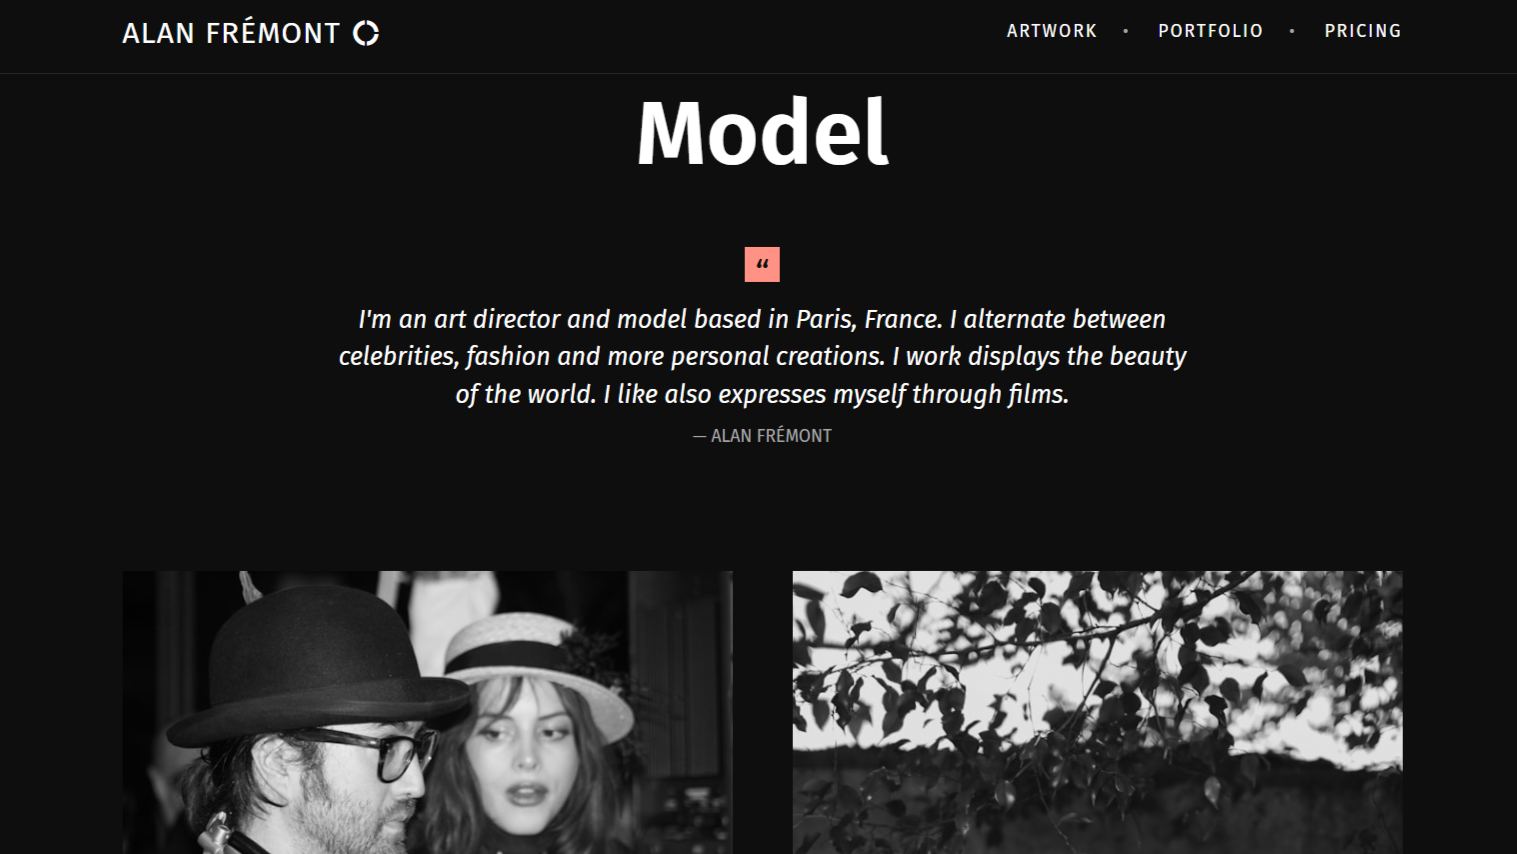 ALAN FRÉMONT
ARTWORK • PORTFOLIO • PRICING
Model
“
I'm an art director and model based in Paris, France. I alternate between
celebrities, fashion and more personal creations. I work displays the beauty
of the world. I like also expresses myself through films.
— ALAN FRÉMONT